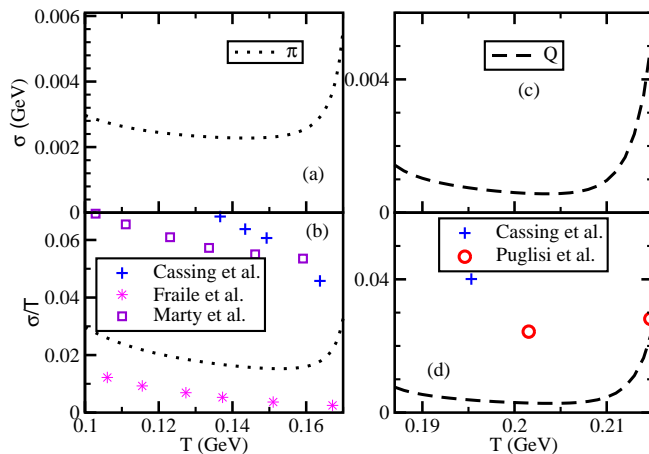 0.006
π
Q
0.004
0.004
(c)
σ (GeV)
0.002
(a)
0
0
(b)
Cassing et al.
0.06
Puglisi et al.
Cassing et al.
σ/T
0.04
Fraile et al.
0.04
Marty et al.
0.02
(d)
0
0
0.1
0.12
0.14
0.16
0.19
0.2
0.21
T (GeV)
T (GeV)